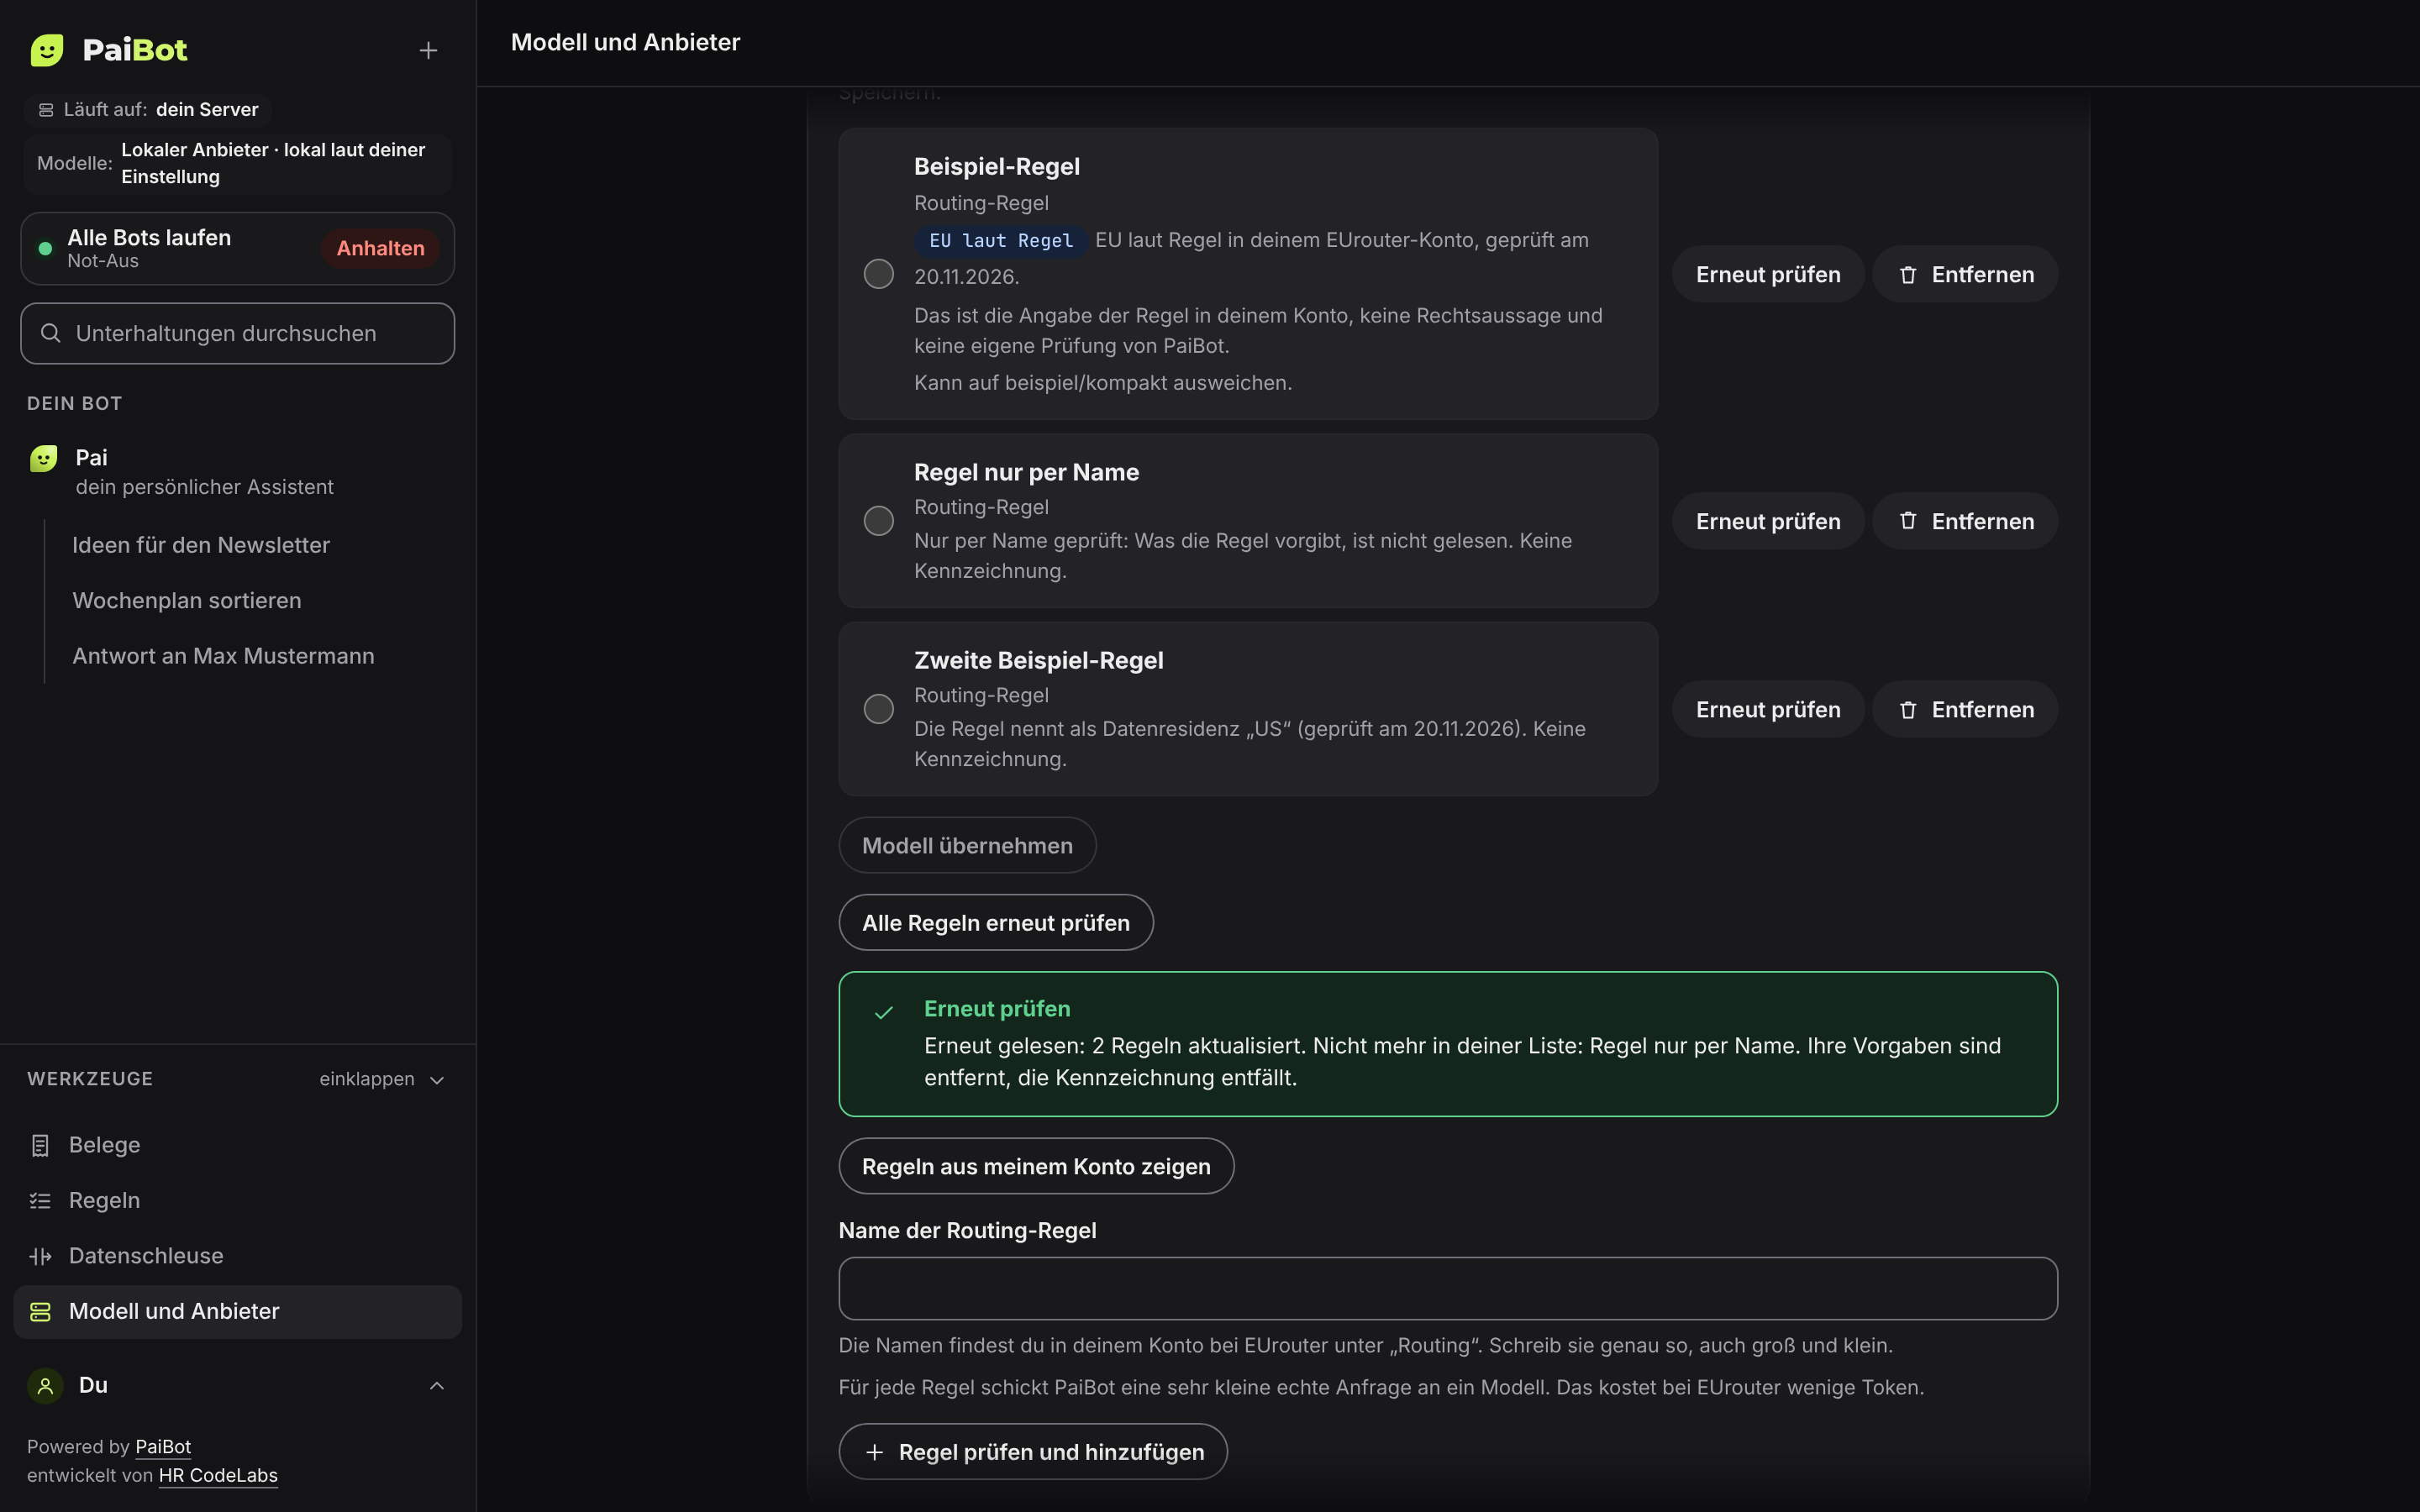 PaiBot
Läuft auf: dein Server
Modelle: Lokaler Anbieter · lokal laut deiner
Einstellung
Alle Bots laufen
Not-Aus
Anhalten
Unterhaltungen durchsuchen
DEIN BOT
Pai
dein persönlicher Assistent
Ideen für den Newsletter
Wochenplan sortieren
Antwort an Max Mustermann
WERKZEUGE
einklappen
Belege
Regeln
Datenschleuse
Modell und Anbieter
Du
Powered by PaiBot
entwickelt von HR CodeLabs
Modell und Anbieter
Speichern.
Beispiel-Regel
Routing-Regel
EU laut Regel EU laut Regel in deinem EUrouter-Konto, geprüft am
20.11.2026.
Das ist die Angabe der Regel in deinem Konto, keine Rechtsaussage und
keine eigene Prüfung von PaiBot.
Kann auf beispiel/kompakt ausweichen.
Erneut prüfen
Entfernen
Regel nur per Name
Routing-Regel
Nur per Name geprüft: Was die Regel vorgibt, ist nicht gelesen. Keine
Kennzeichnung.
Erneut prüfen
Entfernen
Zweite Beispiel-Regel
Routing-Regel
Die Regel nennt als Datenresidenz „US“ (geprüft am 20.11.2026). Keine
Kennzeichnung.
Erneut prüfen
Entfernen
Modell übernehmen
Alle Regeln erneut prüfen
Erneut prüfen
Erneut gelesen: 2 Regeln aktualisiert. Nicht mehr in deiner Liste: Regel nur per Name. Ihre Vorgaben sind
entfernt, die Kennzeichnung entfällt.
Regeln aus meinem Konto zeigen
Name der Routing-Regel
Die Namen findest du in deinem Konto bei EUrouter unter „Routing“. Schreib sie genau so, auch groß und klein.
Für jede Regel schickt PaiBot eine sehr kleine echte Anfrage an ein Modell. Das kostet bei EUrouter wenige Token.
Regel prüfen und hinzufügen